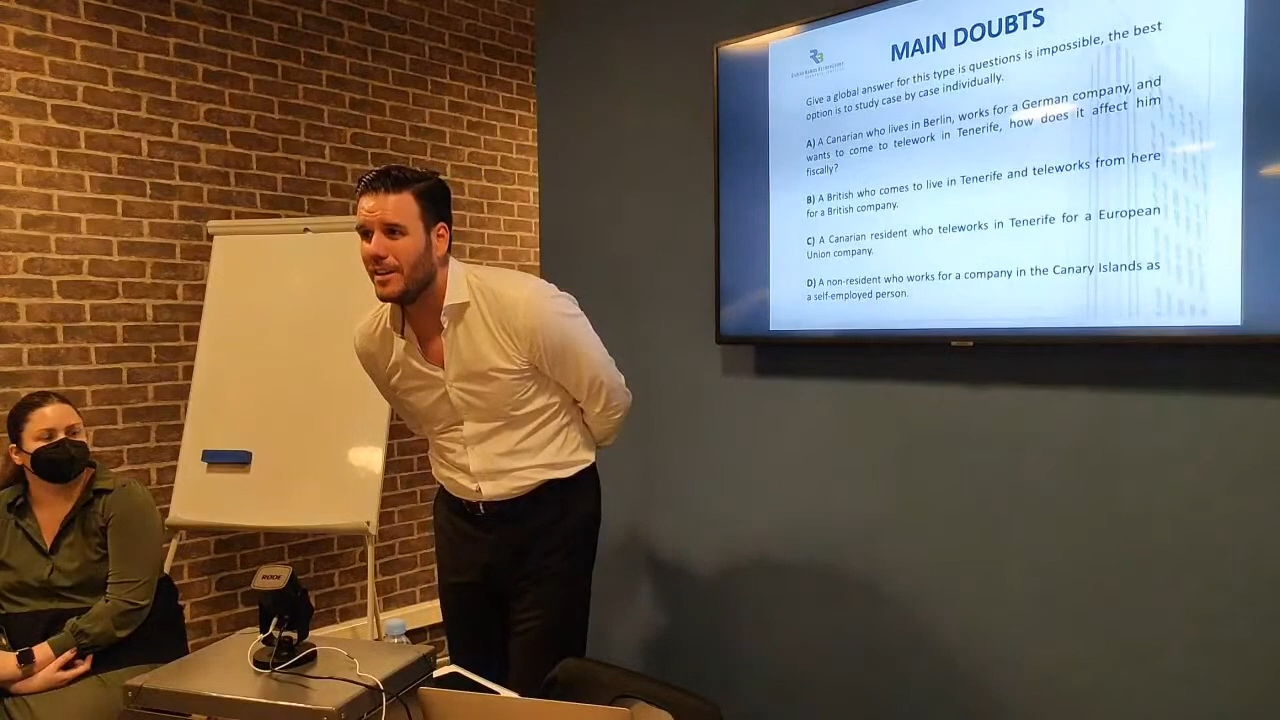 MAIN DOUBTS
RB
Give a global answer for this type is questions is impossible, the best
option is to study case by case individually.
A) A Canarian who lives in Berlin, works for a German company, and
wants to come to telework in Tenerife, how does it affect him
fiscally?
B) A British who comes to live in Tenerife and teleworks from here
for a British company.
C) A Canarian resident who teleworks in Tenerife for a European
Union company.
D) A non-resident who works for a company in the Canary Islands as
a self-employed person.
RODE